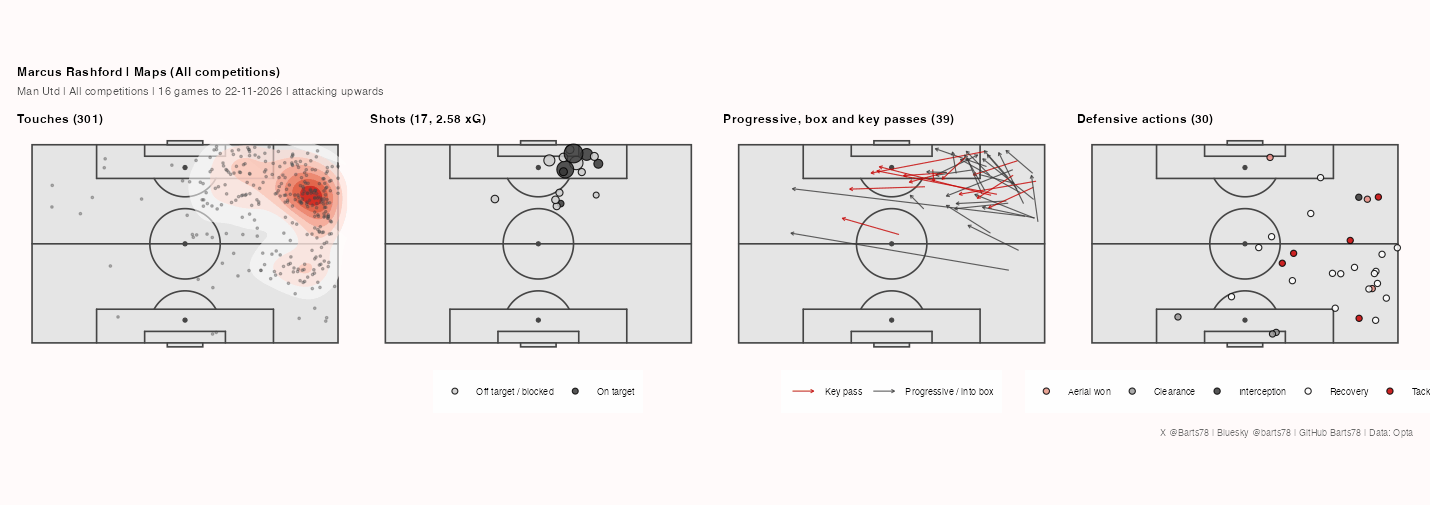 Marcus Rashford | Maps (All competitions)
Man Utd | All competitions | 16 games to 22-11-2026 | attacking upwards
Touches (301)
Shots (17, 2.58 xG)
Progressive, box and key passes (39)
Defensive actions (30)
Off target / blocked
On target
Key pass
Progressive / into box
Aerial won
Clearance
Interception
Recovery
Tack
X @Barts78 | Bluesky @barts78 | GitHub Barts78 | Data: Opta